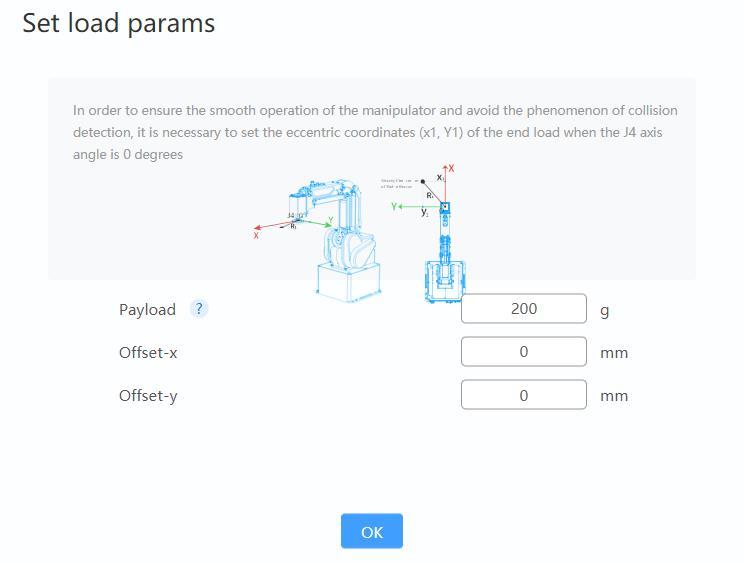 Set load params
In order to ensure the smooth operation of the manipulator and avoid the phenomenon of collision
detection, it is necessary to set the eccentric coordinates (x1, Y1) of the end load when the J4 axis
angle is 0 degrees
X
X₁
R₁
Y
y₁
J4
Y
R₁
X
Payload ? 200 g
Offset-x 0 mm
Offset-y 0 mm
OK